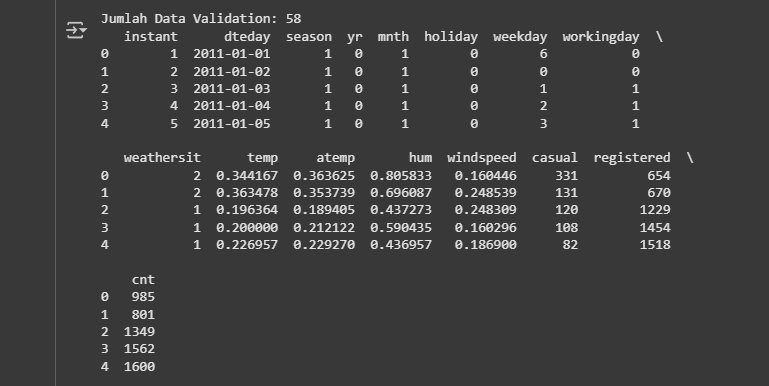 Jumlah Data Validation: 58
instant dteday season yr mnth holiday weekday workingday \
0 1 2011-01-01 1 0 1 0 6 0
1 2 2011-01-02 1 0 1 0 0 0
2 3 2011-01-03 1 0 1 0 1 1
3 4 2011-01-04 1 0 1 0 2 1
4 5 2011-01-05 1 0 1 0 3 1
weathersit temp atemp hum windspeed casual registered \
0 2 0.344167 0.363625 0.805833 0.160446 331 654
1 2 0.363478 0.353739 0.696087 0.248539 131 670
2 1 0.196364 0.189405 0.437273 0.248309 120 1229
3 1 0.200000 0.212122 0.590435 0.160296 108 1454
4 1 0.226957 0.229270 0.436957 0.186900 82 1518
cnt
0 985
1 801
2 1349
3 1562
4 1600